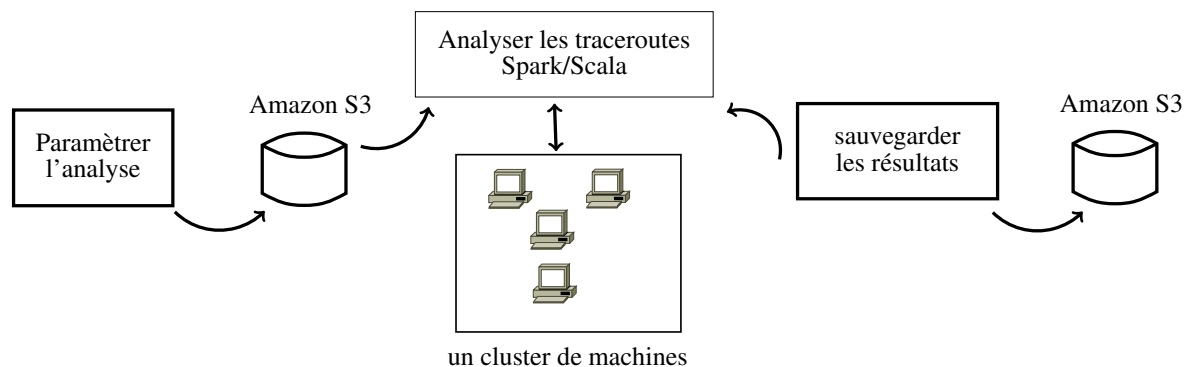 Analyser les traceroutes
Spark/Scala
Amazon S3
Paramètrer
l'analyse
sauvegarder
les résultats
Amazon S3
un cluster de machines